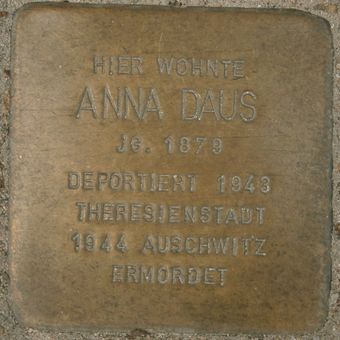 HIER WOHNTE
ANNA DAUS
JG. 1879
DEPORTIERT 1943
THERESIENSTADT
1944 AUSCHWITZ
ERMORDET